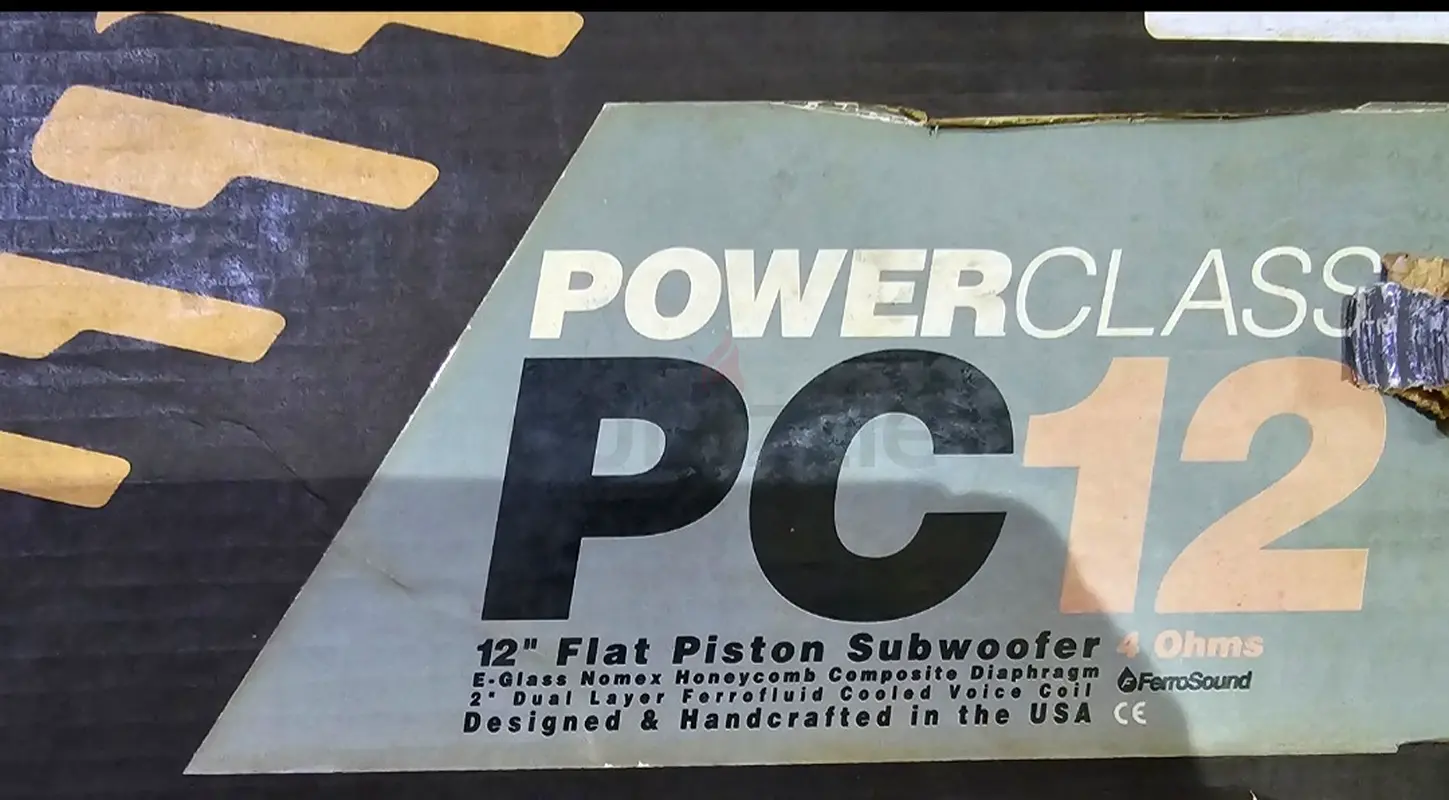 POWERCLASS
PC12
12" Flat Piston Subwoofer 4 Ohms
E-Glass Nomex Honeycomb Composite Diaphragm
2" Dual Layer Ferrofluid Cooled Voice Coil
FerroSound
Designed & Handcrafted in the USA CE
dubizzle